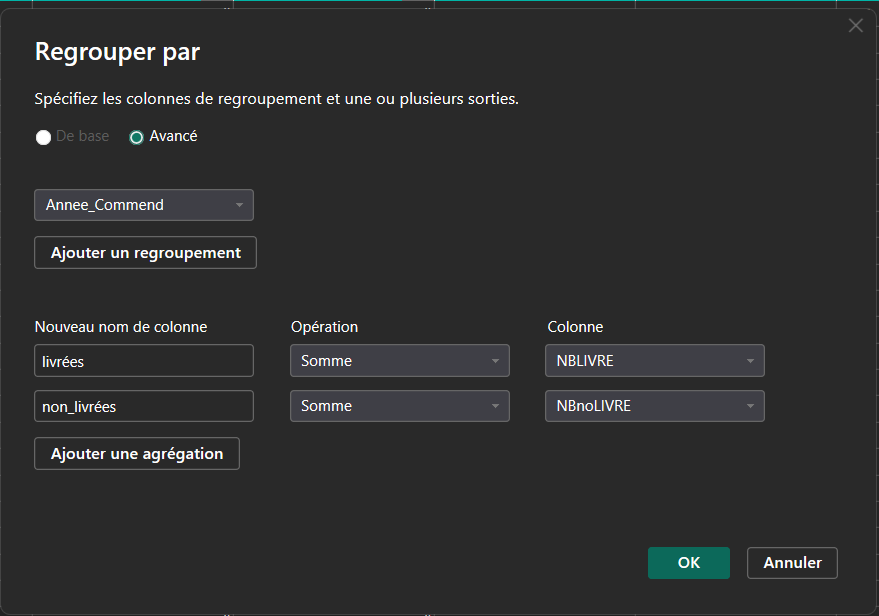 Regrouper par
Spécifiez les colonnes de regroupement et une ou plusieurs sorties.
De base Avancé
Annee_Commend
Ajouter un regroupement
Nouveau nom de colonne Opération Colonne
livrées Somme NBLIVRE
non_livrées Somme NBnoLIVRE
Ajouter une agrégation
OK Annuler